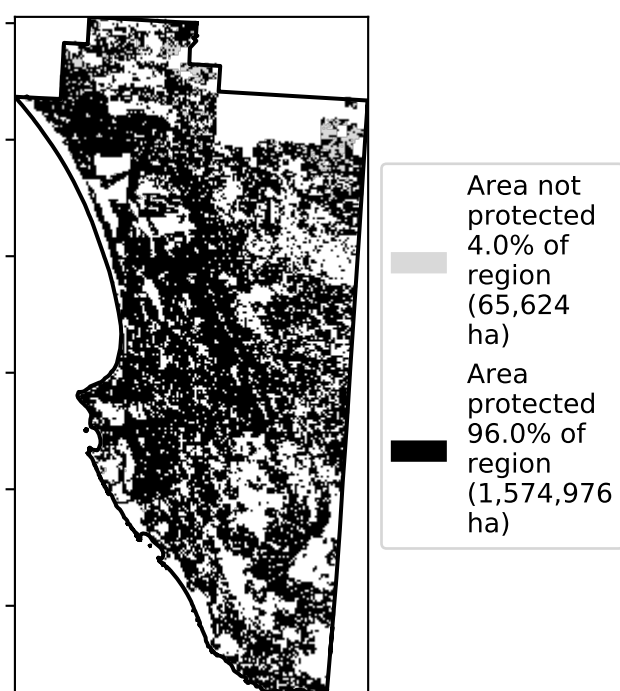 Area not
protected
4.0% of
region
(65,624
ha)
Area
protected
96.0% of
region
(1,574,976
ha)